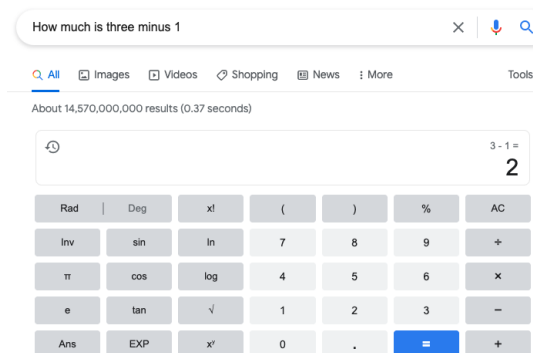 How much is three minus 1
All Images Videos Shopping News More Tools
About 14,570,000,000 results (0.37 seconds)
3 - 1 =
2
Rad | Deg x! ( ) % AC
Inv sin ln 7 8 9 ÷
π cos log 4 5 6 ×
e tan √ 1 2 3 −
Ans EXP xʸ 0 . = +